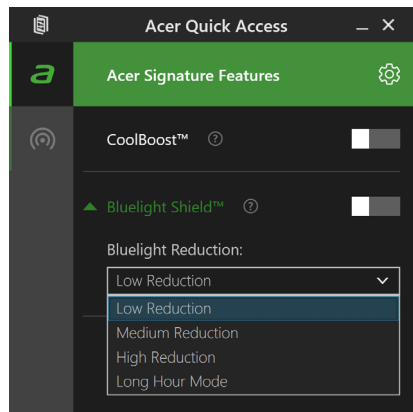 Acer Quick Access
a
Acer Signature Features
CoolBoost™ ?
Bluelight Shield™ ?
Bluelight Reduction:
Low Reduction
Low Reduction
Medium Reduction
High Reduction
Long Hour Mode